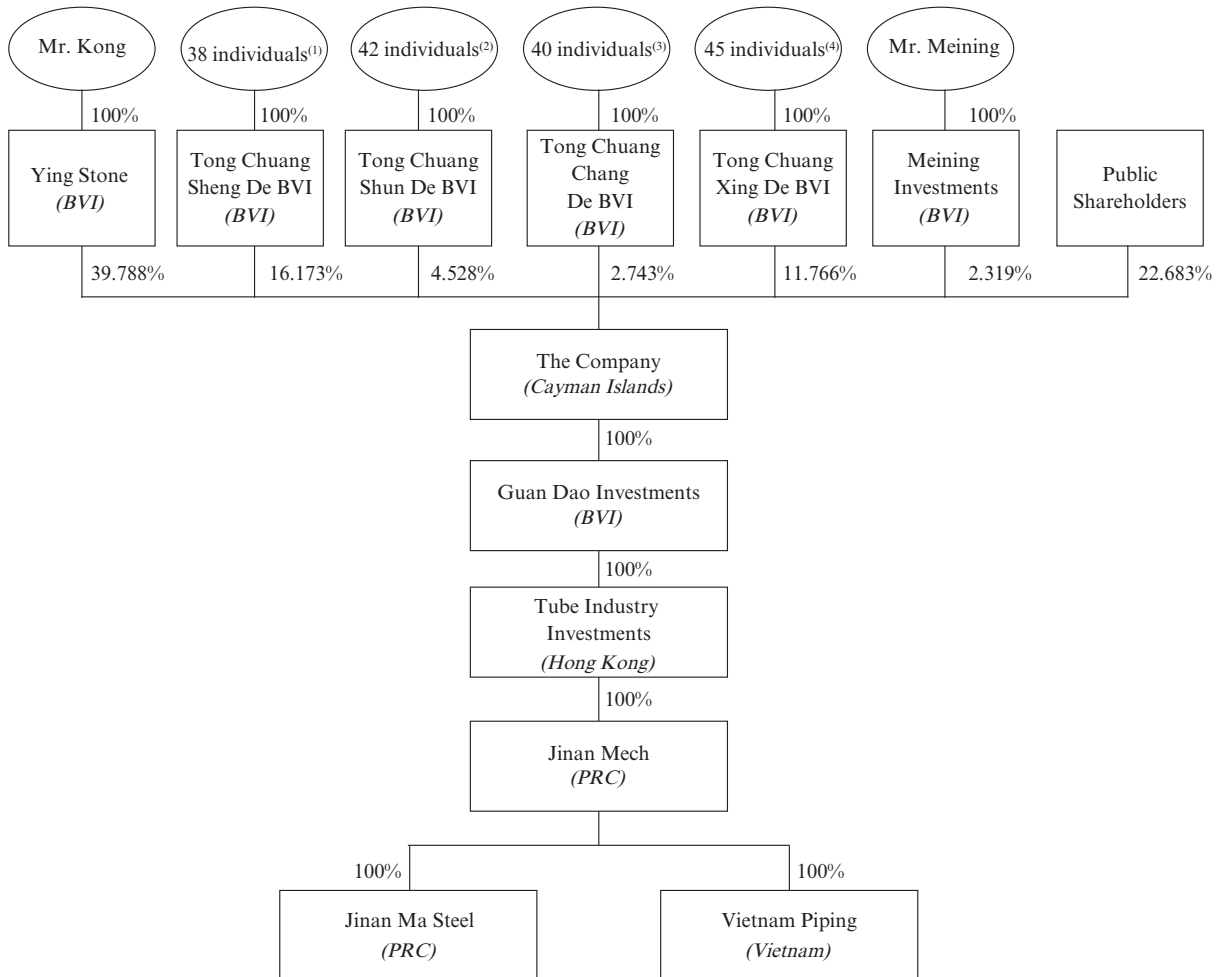 Mr. Kong
38 individuals(1)
42 individuals(2)
40 individuals(3)
45 individuals(4)
Mr. Meining
100%
100%
100%
100%
100%
100%
Ying Stone
(BVI)
Tong Chuang
Sheng De BVI
(BVI)
Tong Chuang
Shun De BVI
(BVI)
Tong Chuang
Chang
De BVI
(BVI)
Tong Chuang
Xing De BVI
(BVI)
Meining
Investments
(BVI)
Public
Shareholders
39.788%
16.173%
4.528%
2.743%
11.766%
2.319%
22.683%
The Company
(Cayman Islands)
100%
Guan Dao Investments
(BVI)
100%
Tube Industry
Investments
(Hong Kong)
100%
Jinan Mech
(PRC)
100%
100%
Jinan Ma Steel
(PRC)
Vietnam Piping
(Vietnam)